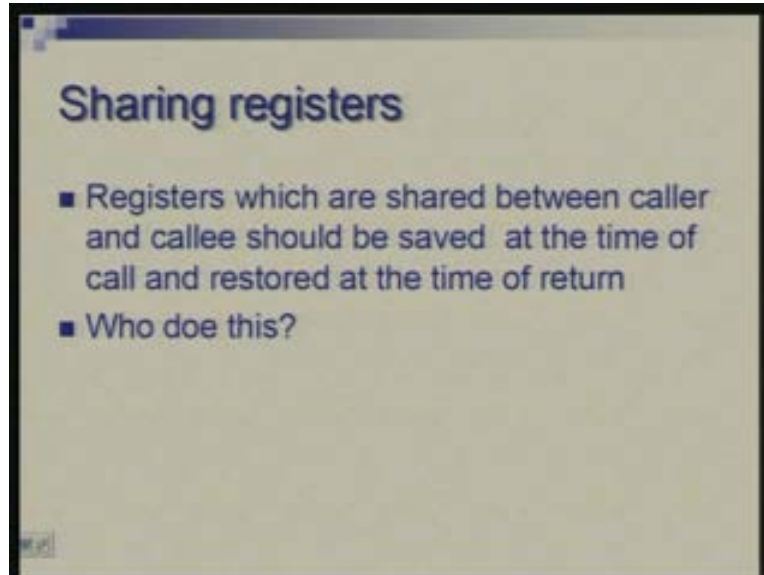 Sharing registers
■ Registers which are shared between caller
and callee should be saved at the time of
call and restored at the time of return
■ Who doe this?